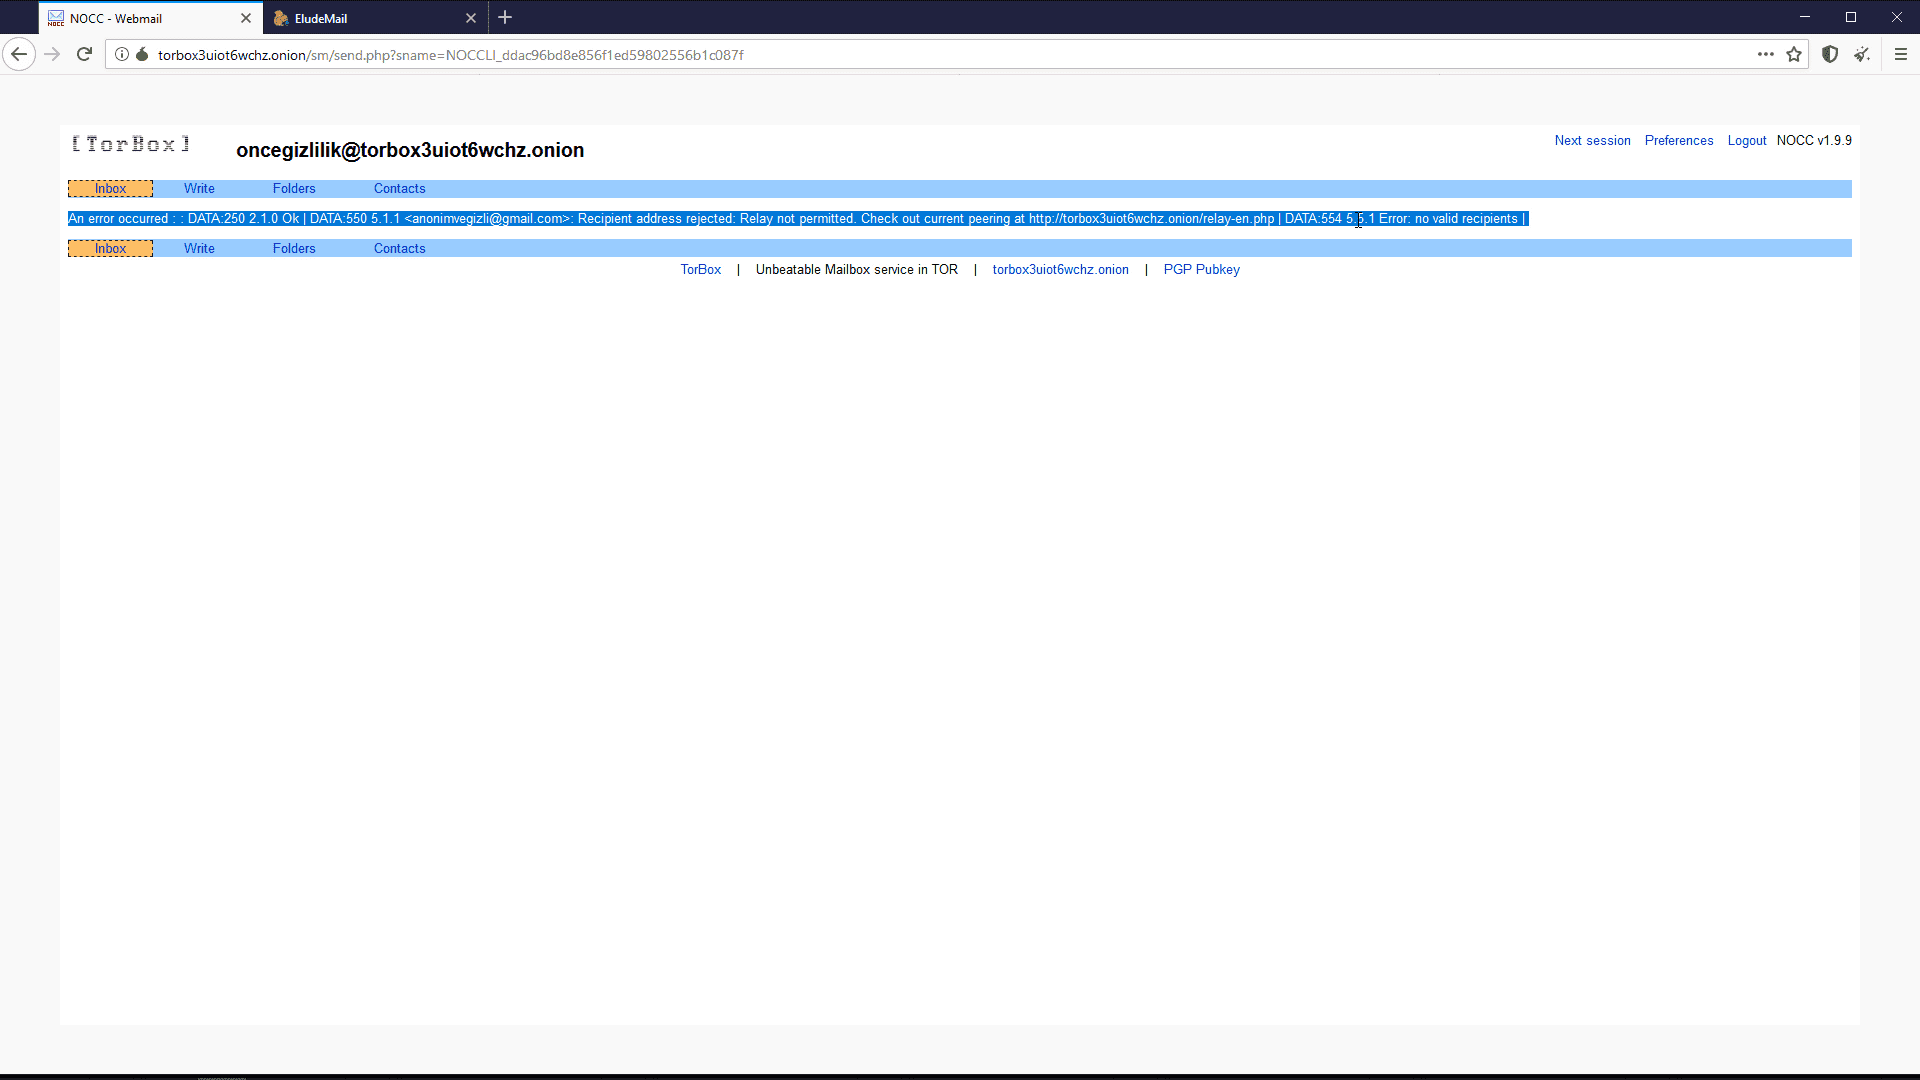 NOCC - Webmail
EludeMail
torbox3uiot6wchz.onion/sm/send.php?sname=NOCCLI_ddac96bd8e856f1ed59802556b1c087f
[TorBox]
oncegizlilik@torbox3uiot6wchz.onion
Next session Preferences Logout NOCC v1.9.9
Inbox Write Folders Contacts
An error occurred : : DATA:250 2.1.0 Ok | DATA:550 5.1.1 <anonimvegizli@gmail.com>: Recipient address rejected: Relay not permitted. Check out current peering at http://torbox3uiot6wchz.onion/relay-en.php | DATA:554 5.5.1 Error: no valid recipients |
Inbox Write Folders Contacts
TorBox | Unbeatable Mailbox service in TOR | torbox3uiot6wchz.onion | PGP Pubkey